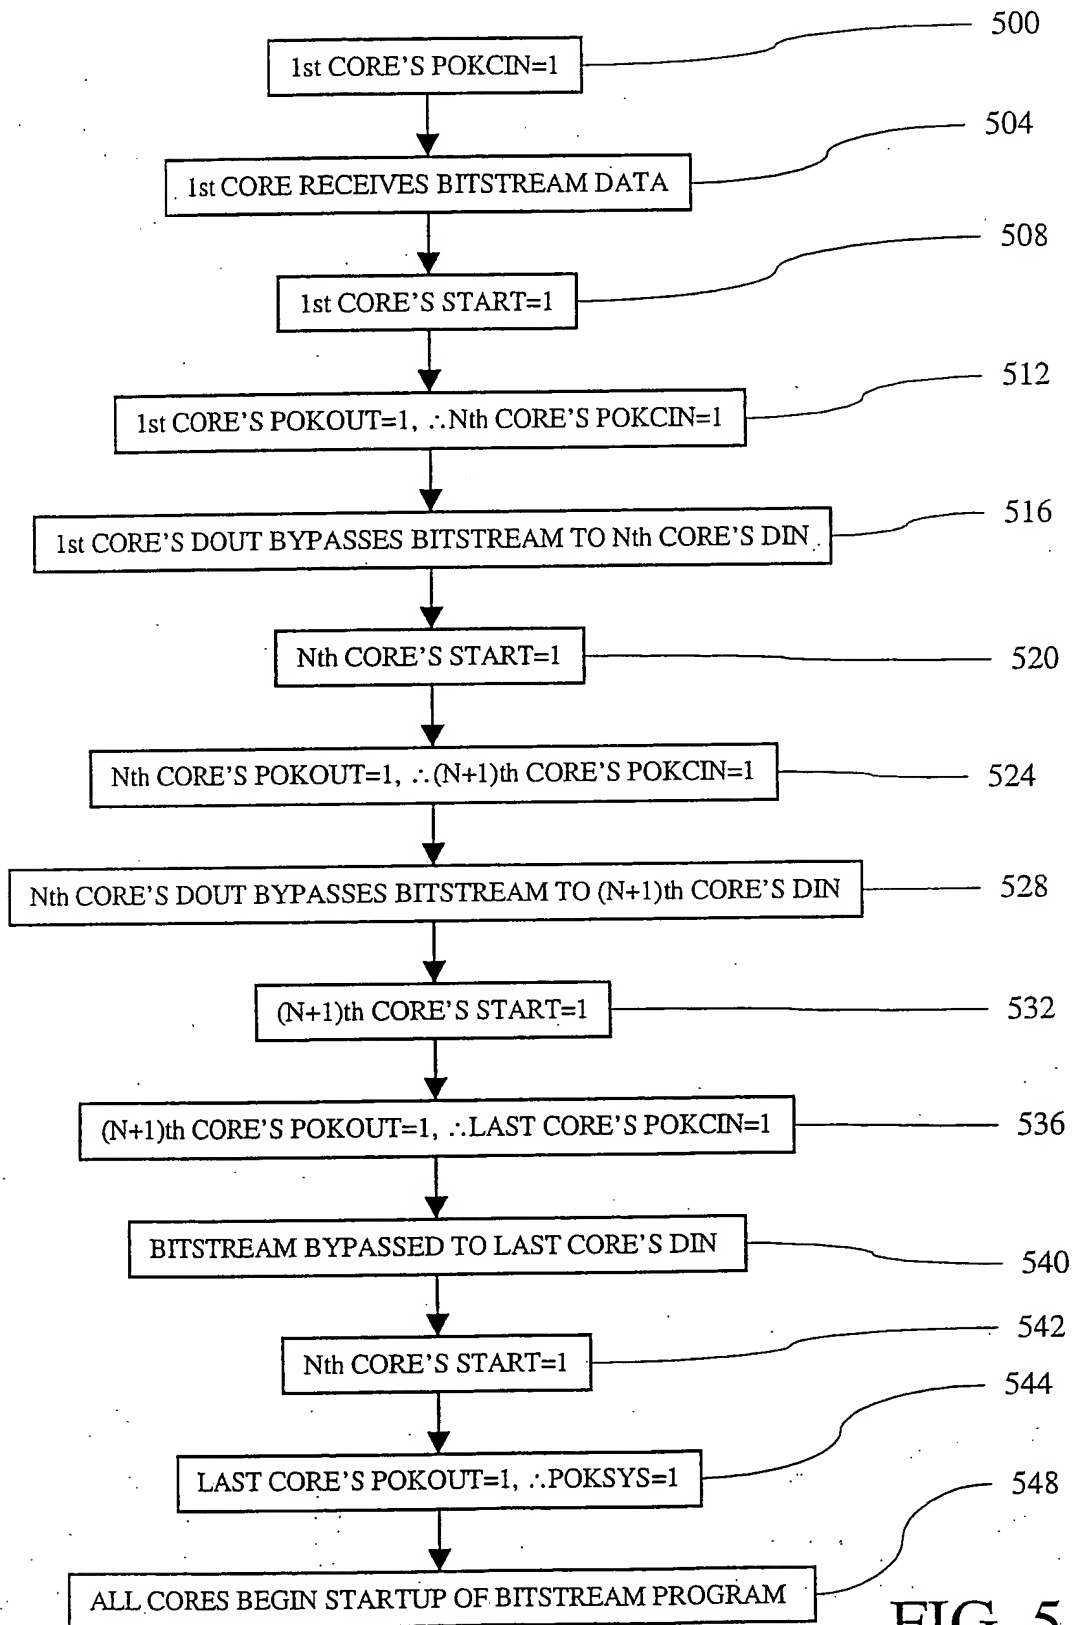 1st CORE'S POKCIN=1
500
1st CORE RECEIVES BITSTREAM DATA
504
1st CORE'S START=1
508
1st CORE'S POKOUT=1, ∴Nth CORE'S POKCIN=1
512
1st CORE'S DOUT BYPASSES BITSTREAM TO Nth CORE'S DIN
516
Nth CORE'S START=1
520
Nth CORE'S POKOUT=1, ∴(N+1)th CORE'S POKCIN=1
524
Nth CORE'S DOUT BYPASSES BITSTREAM TO (N+1)th CORE'S DIN
528
(N+1)th CORE'S START=1
532
(N+1)th CORE'S POKOUT=1, ∴LAST CORE'S POKCIN=1
536
BITSTREAM BYPASSED TO LAST CORE'S DIN
540
Nth CORE'S START=1
542
LAST CORE'S POKOUT=1, ∴POKSYS=1
544
ALL CORES BEGIN STARTUP OF BITSTREAM PROGRAM
548
FIG. 5